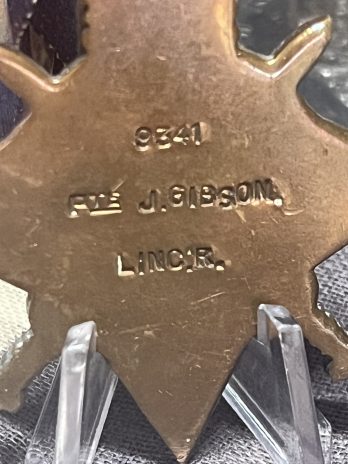 9341
PTE J. GIBSON.
LINC:R.